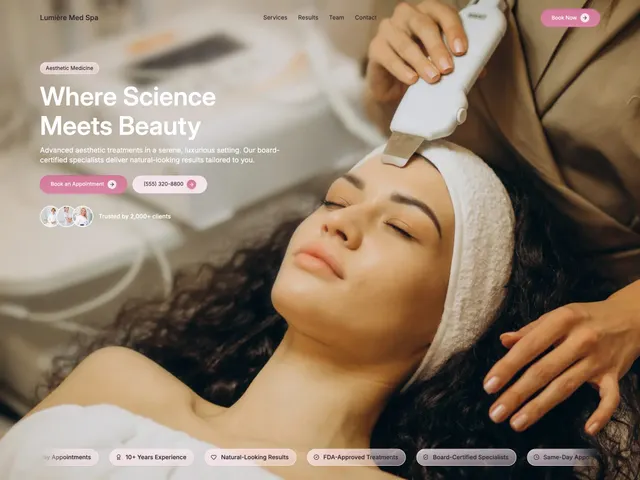 Lumière Med Spa
Services Results Team Contact
Book Now
Aesthetic Medicine
Where Science
Meets Beauty
Advanced aesthetic treatments in a serene, luxurious setting. Our board-
certified specialists deliver natural-looking results tailored to you.
Book an Appointment
(555) 320-8800
Trusted by 2,000+ clients
Appointments
10+ Years Experience
Natural-Looking Results
FDA-Approved Treatments
Board-Certified Specialists
Same-Day